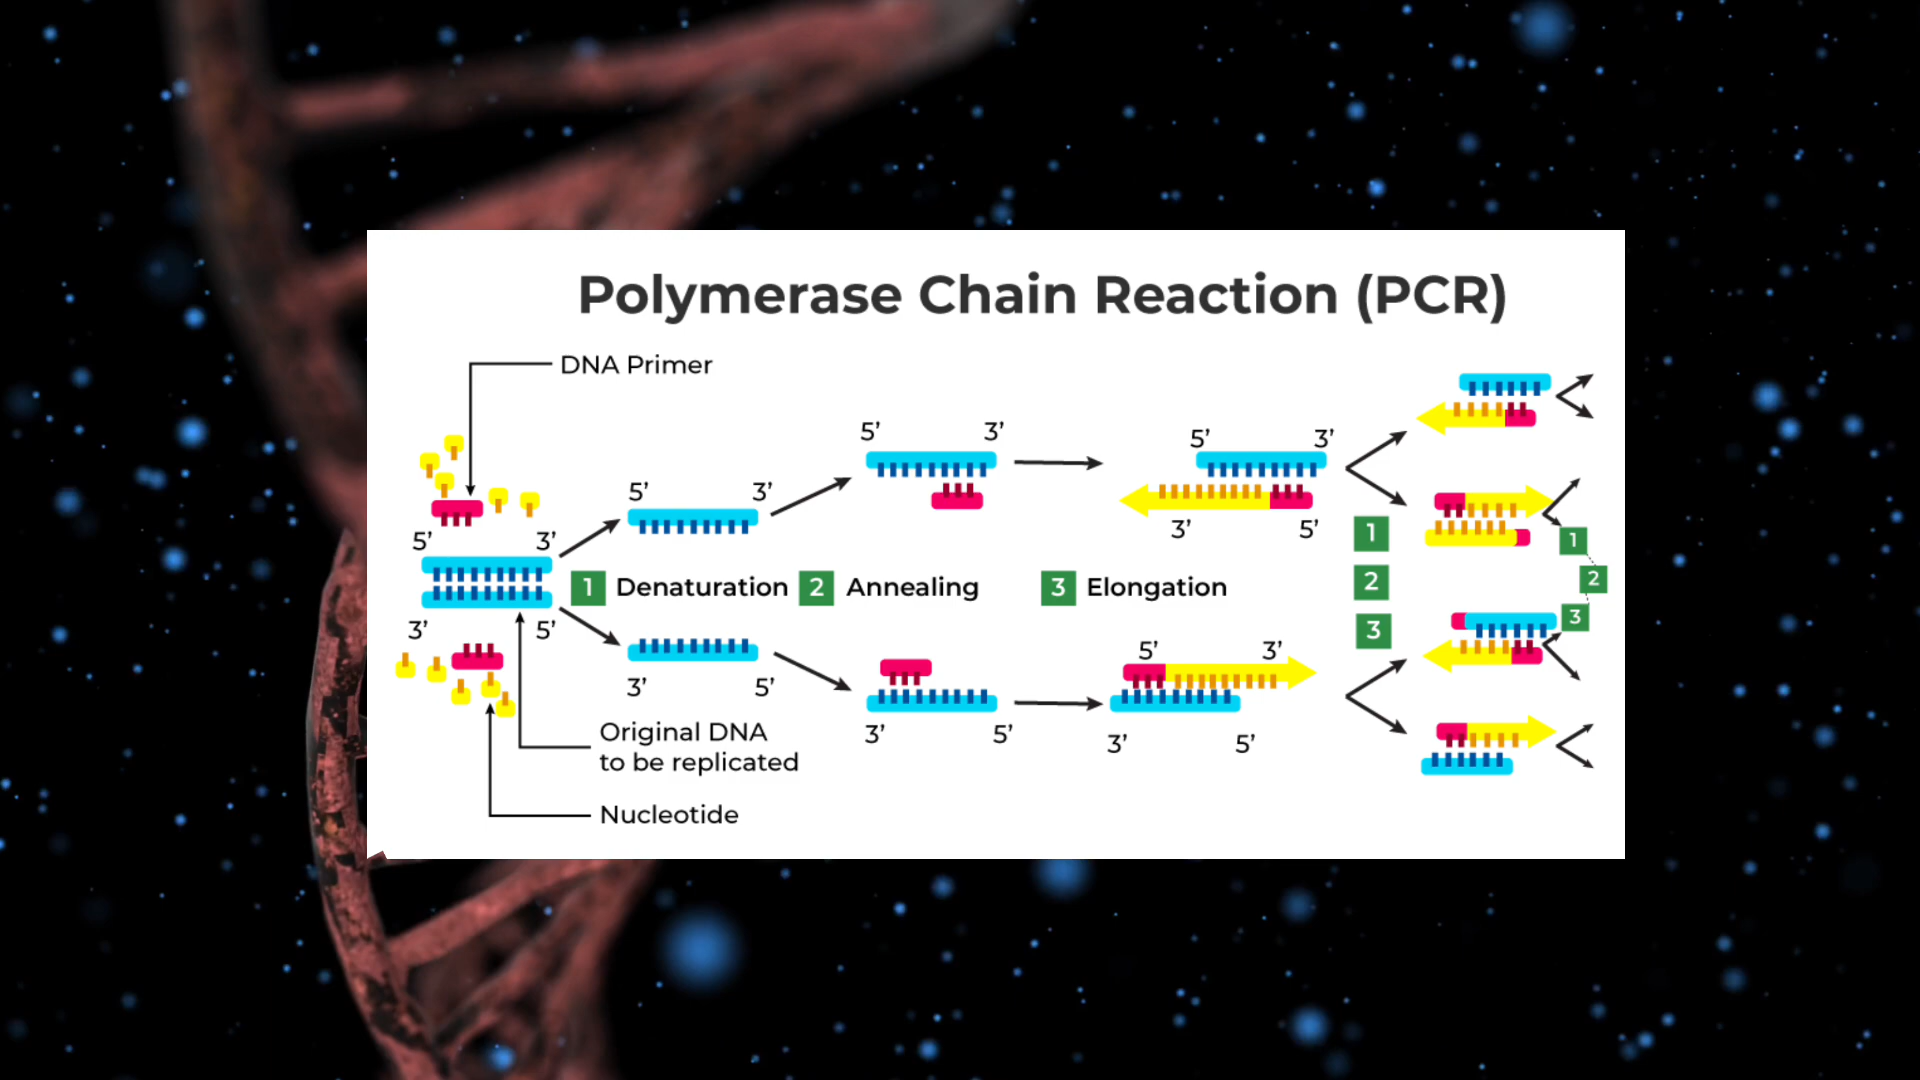 Polymerase Chain Reaction (PCR)
DNA Primer
5’ 3’
5’ 3’
5’ 3’
5’ 3’
3’ 5’
5’ 3’
3’ 5’
1 Denaturation
2 Annealing
3 Elongation
1
2
3
1
2
3
3’ 5’
3’ 5’
5’ 3’
3’ 5’
Original DNA
to be replicated
Nucleotide